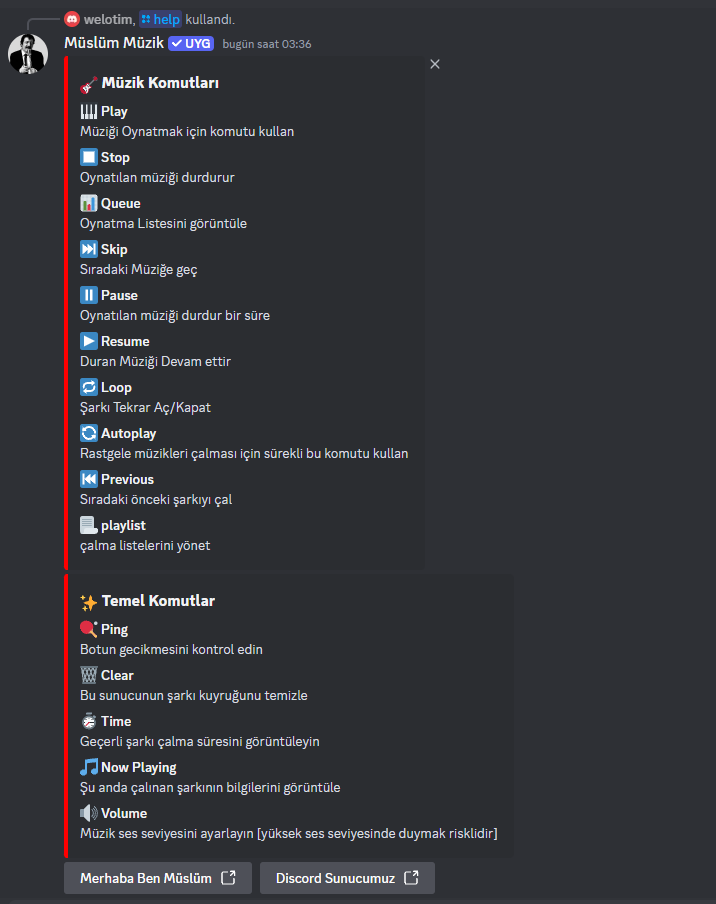 welotim, help kullandı.
Müslüm Müzik UYG bugün saat 03:36
Müzik Komutları
Play
Müziği Oynatmak için komutu kullan
Stop
Oynatılan müziği durdurur
Queue
Oynatma Listesini görüntüle
Skip
Sıradaki Müziğe geç
Pause
Oynatılan müziği durdur bir süre
Resume
Duran Müziği Devam ettir
Loop
Şarkı Tekrar Aç/Kapat
Autoplay
Rastgele müzikleri çalması için sürekli bu komutu kullan
Previous
Sıradaki önceki şarkıyı çal
playlist
çalma listelerini yönet
Temel Komutlar
Ping
Botun gecikmesini kontrol edin
Clear
Bu sunucunun şarkı kuyruğunu temizle
Time
Geçerli şarkı çalma süresini görüntüleyin
Now Playing
Şu anda çalınan şarkının bilgilerini görüntüle
Volume
Müzik ses seviyesini ayarlayın [yüksek ses seviyesinde duymak risklidir]
Merhaba Ben Müslüm Discord Sunucumuz